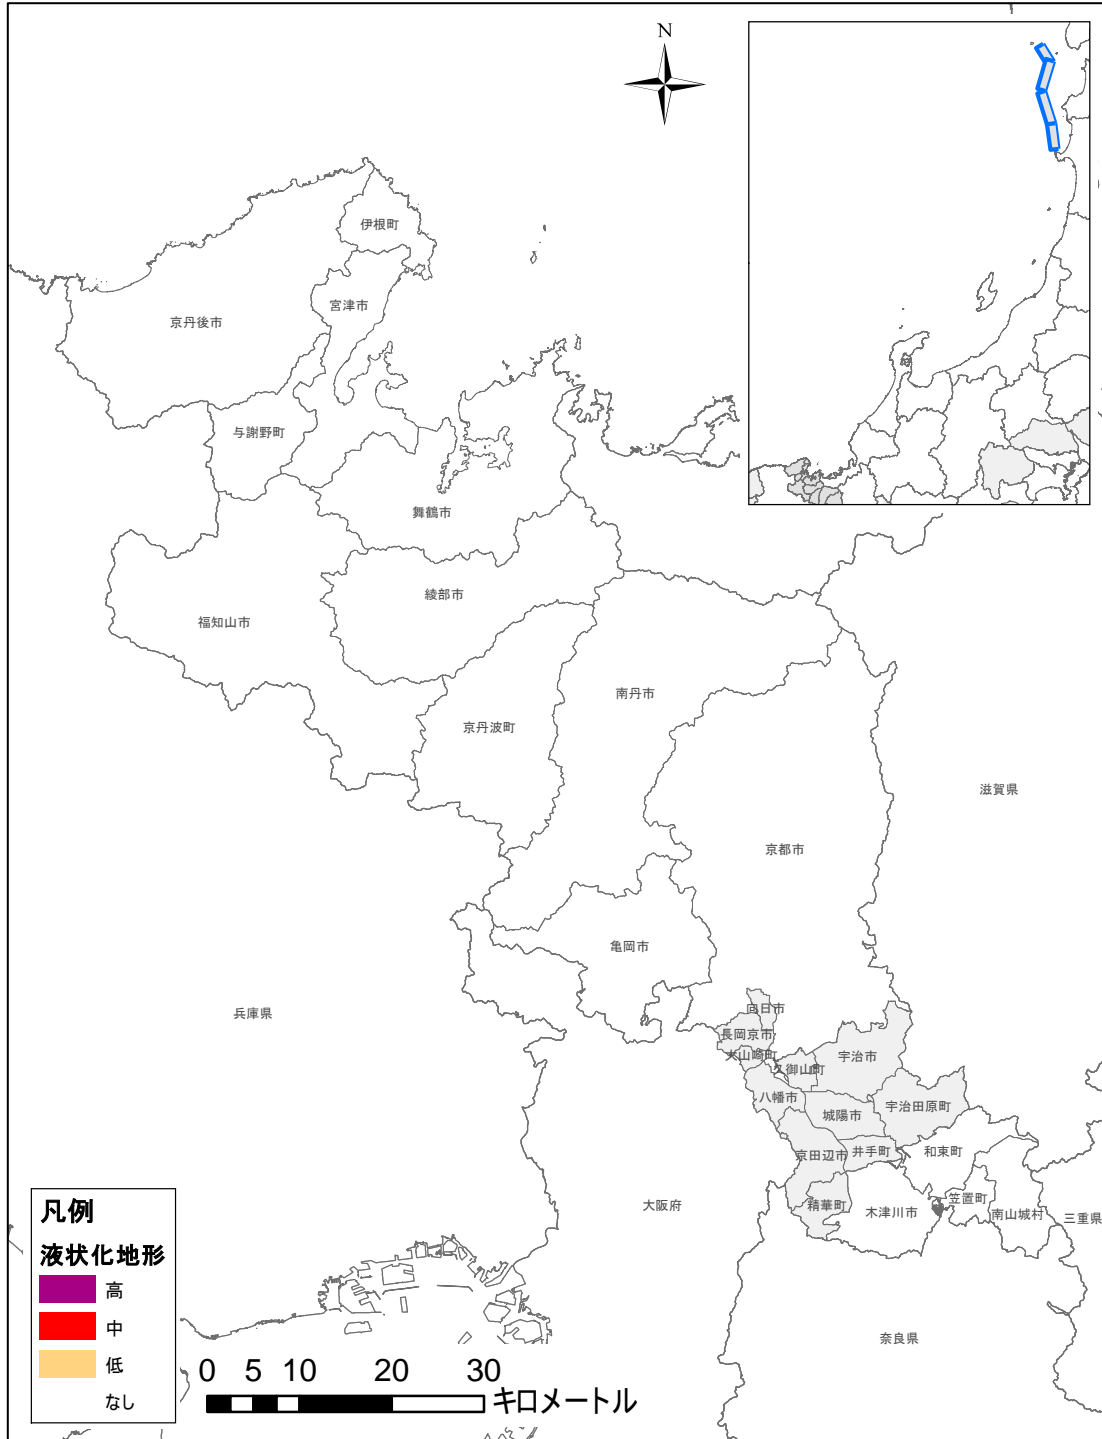 N
伊根町
宮津市
京丹後市
与謝野町
舞鶴市
綾部市
福知山市
南丹市
京丹波町
滋賀県
京都市
亀岡市
兵庫県
向日市
長岡京市
大山崎町
宇治市
久御山町
八幡市
宇治田原町
城陽市
井手町
和束町
京田辺市
笠置町
大阪府
精華町
木津川市
南山城村
三重県
奈良県
凡例
液状化地形
高
中
低
なし
0 5 10 20 30
キロメートル